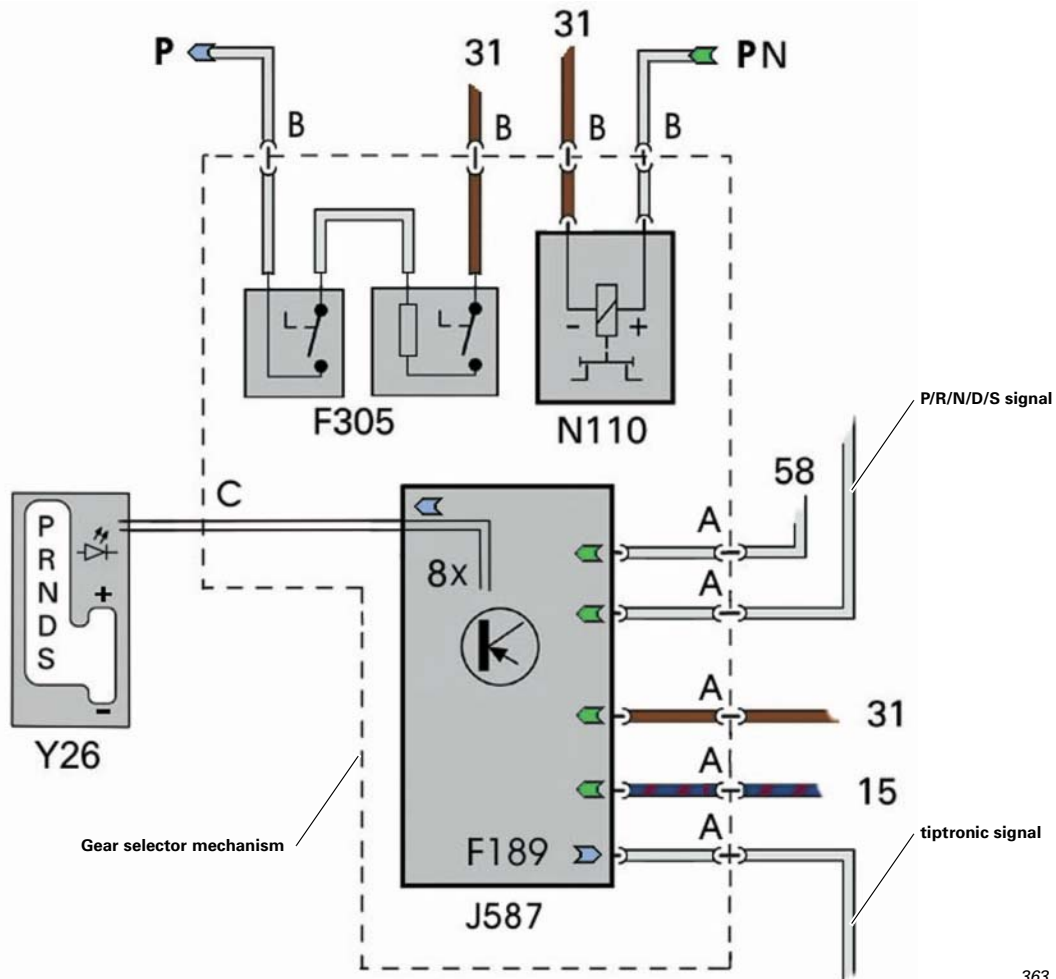 31
P
31
PN
B
B
B
B
F305
N110
P/R/N/D/S signal
58
C
A
8x
A
P
R
N
D
S
+
-
- +
Y26
A
31
A
15
Gear selector mechanism
F189
A
tiptronic signal
J587
363